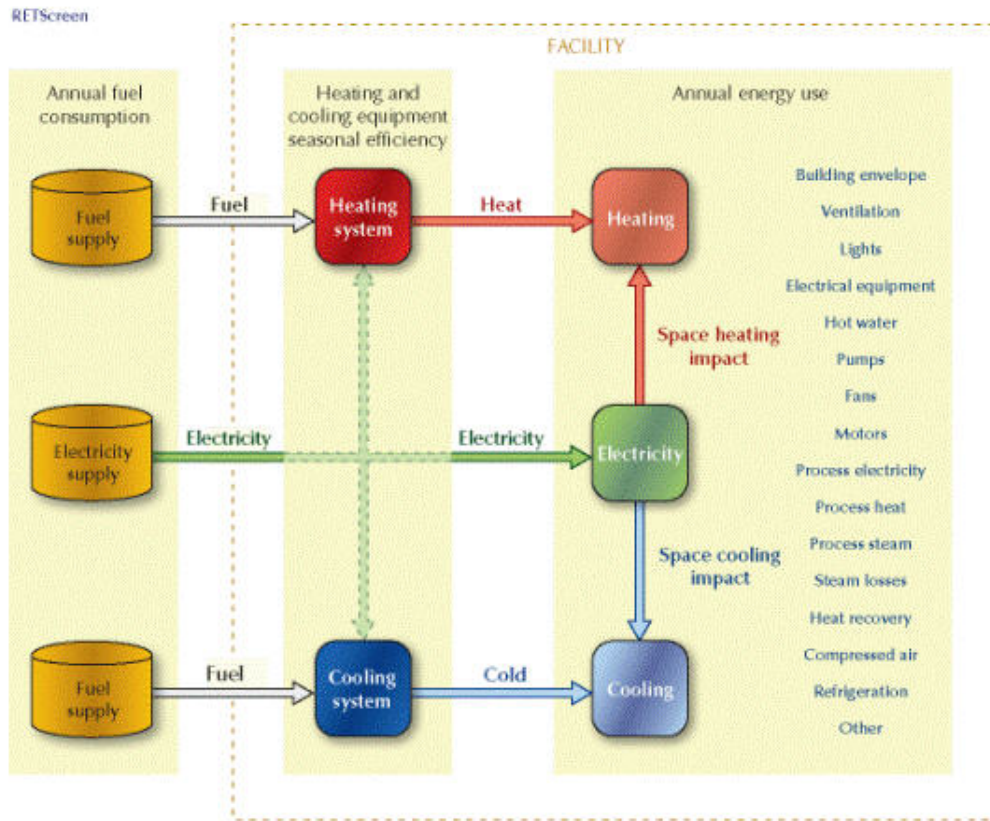 RETScreen
FACILITY
Annual fuel
consumption
Heating and
cooling equipment
seasonal efficiency
Annual energy use
Fuel
supply
Fuel
Heating
system
Heat
Heating
Space heating
impact
Electricity
supply
Electricity
Electricity
Electricity
Space cooling
impact
Fuel
supply
Fuel
Cooling
system
Cold
Cooling
Building envelope
Ventilation
Lights
Electrical equipment
Hot water
Pumps
Fans
Motors
Process electricity
Process heat
Process steam
Steam losses
Heat recovery
Compressed air
Refrigeration
Other